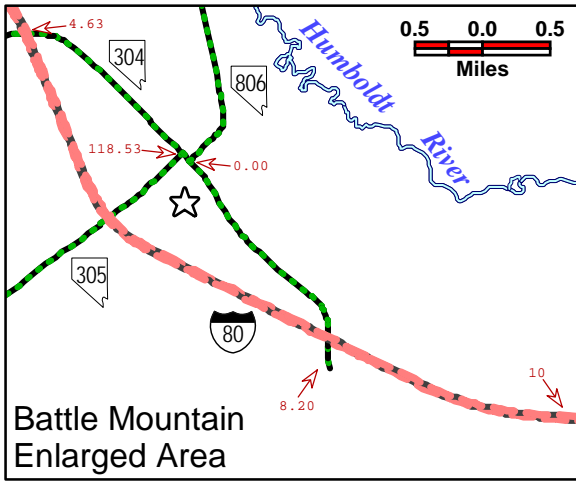 4.63
304
806
0.5 0.0 0.5
Miles
Humboldt
River
118.53
0.00
305
80
8.20
10
Battle Mountain
Enlarged Area